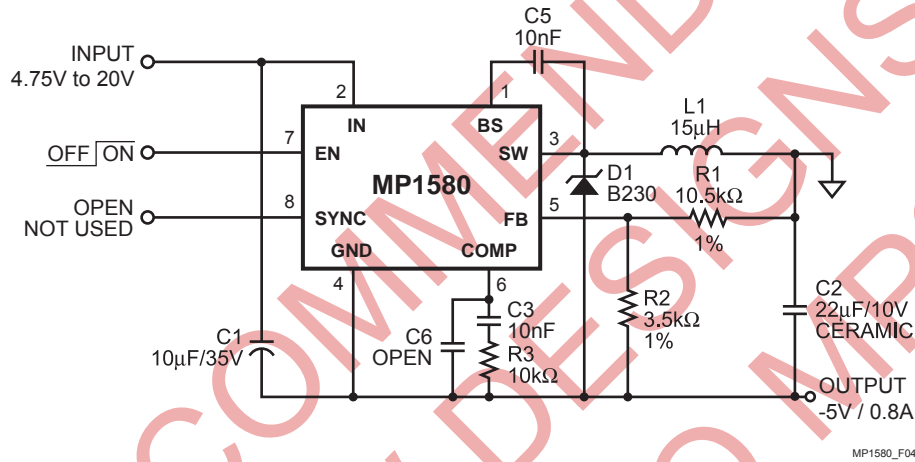 C5
10nF
INPUT
4.75V to 20V
2
1
IN
BS
L1
15μH
7
3
OFF ON
EN
SW
MP1580
D1
B230
R1
10.5kΩ
1%
OPEN
NOT USED
8
5
SYNC
FB
GND
COMP
4
6
C1
10μF/35V
C6
OPEN
C3
10nF
R3
10kΩ
R2
3.5kΩ
1%
C2
22μF/10V
CERAMIC
OUTPUT
-5V / 0.8A
MP1580_F04
COMMEND
DESIGNS
O MP